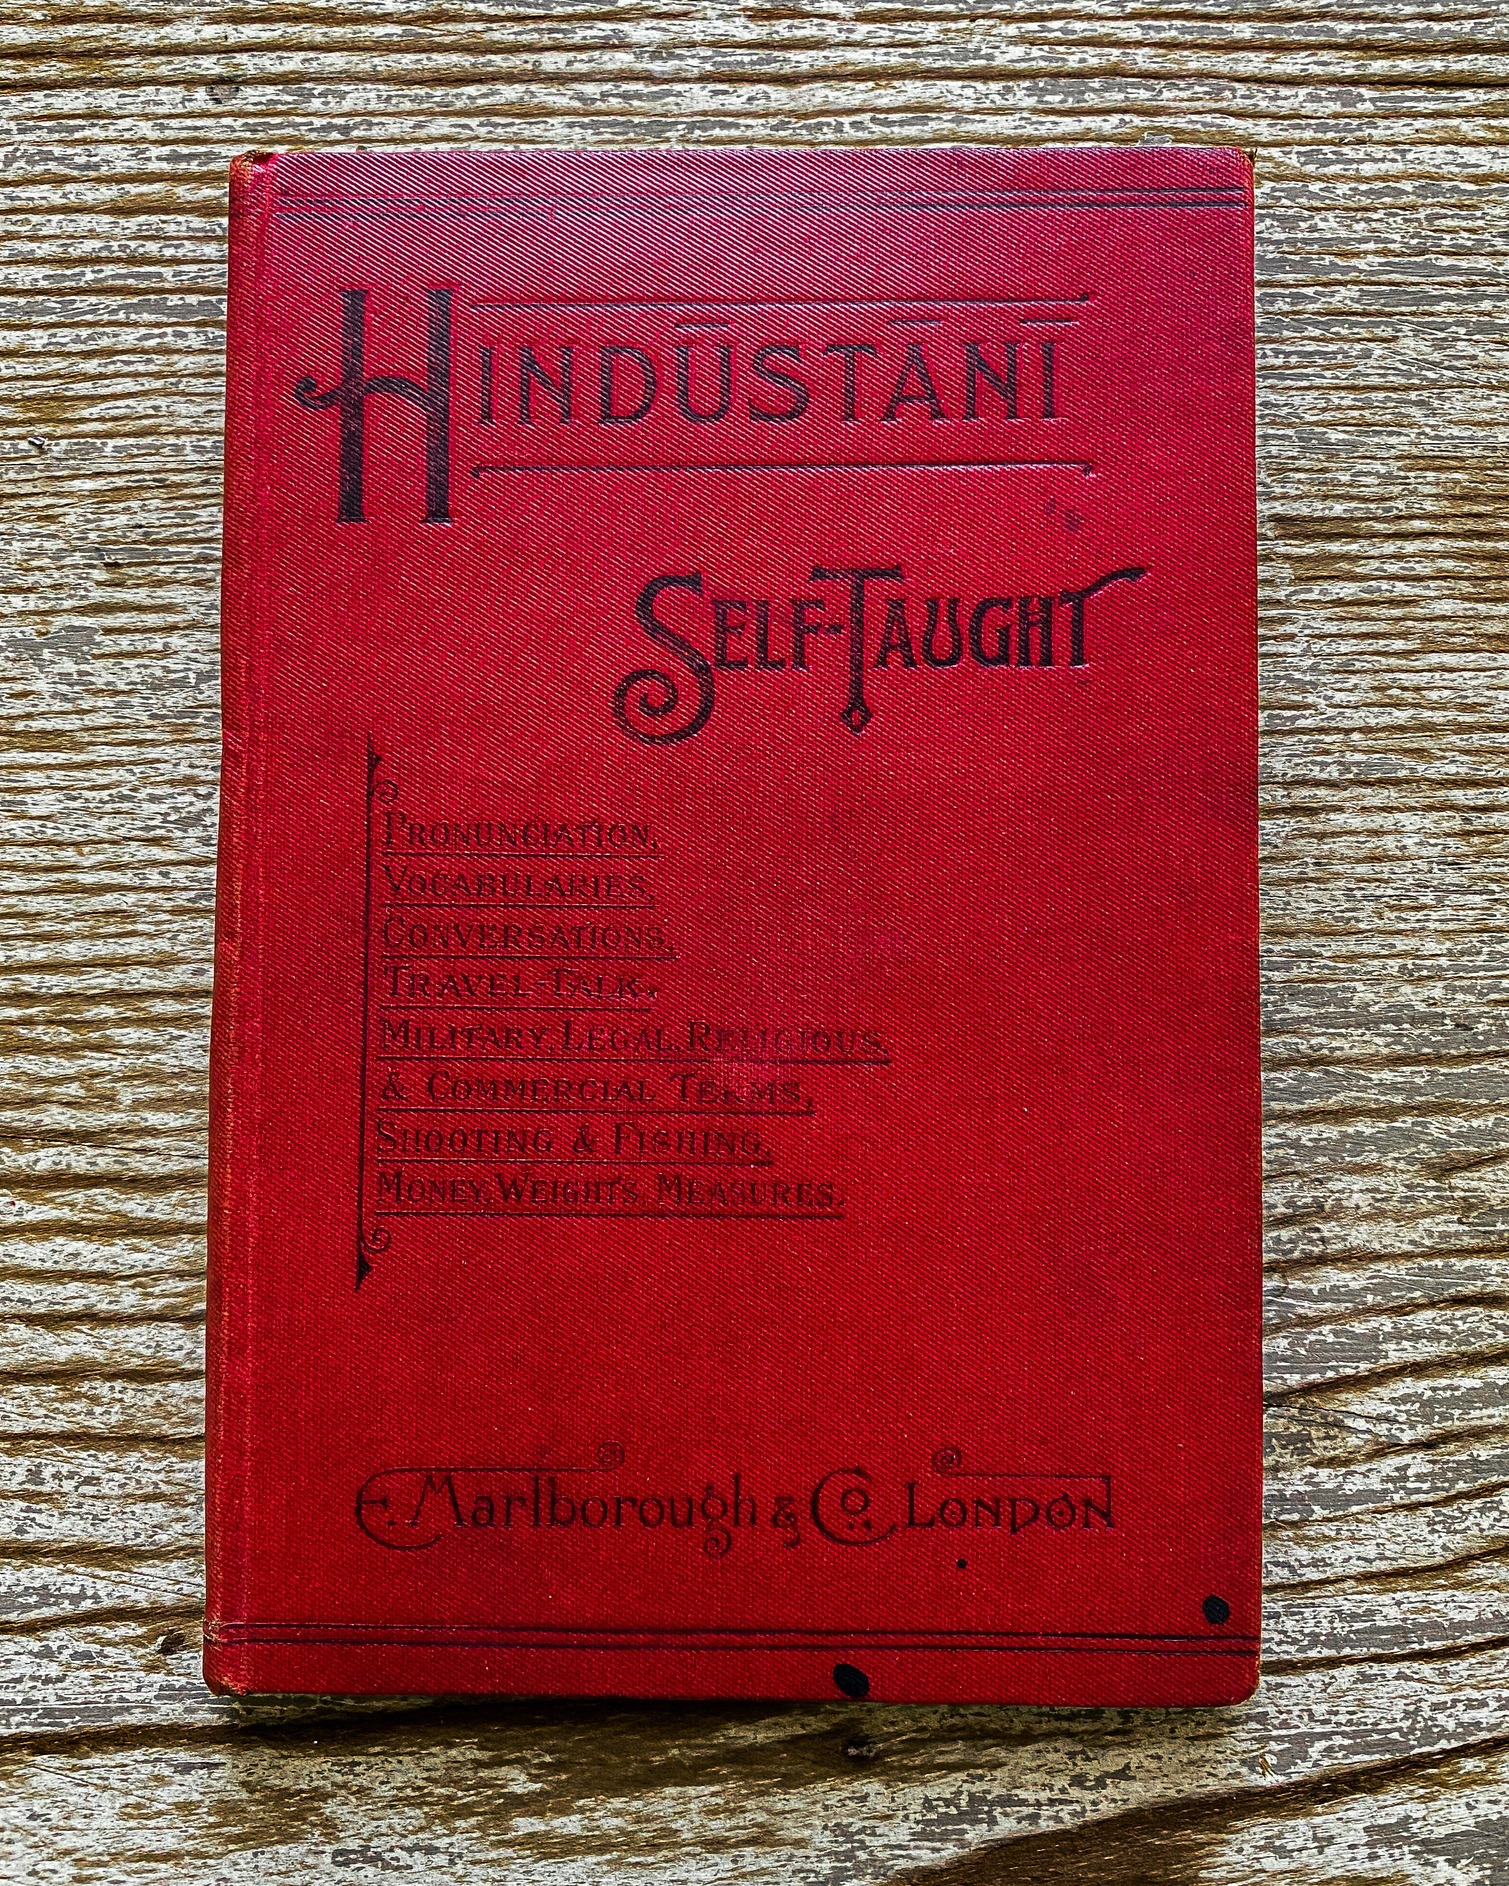 HINDŪSTĀNĪ
SELF-TAUGHT
PRONUNCIATION,
VOCABULARIES,
CONVERSATIONS,
TRAVEL-TALK,
MILITARY, LEGAL, RELIGIOUS,
& COMMERCIAL TERMS,
SHOOTING & FISHING,
MONEY, WEIGHTS, MEASURES.
E. Marlborough & Co. LONDON